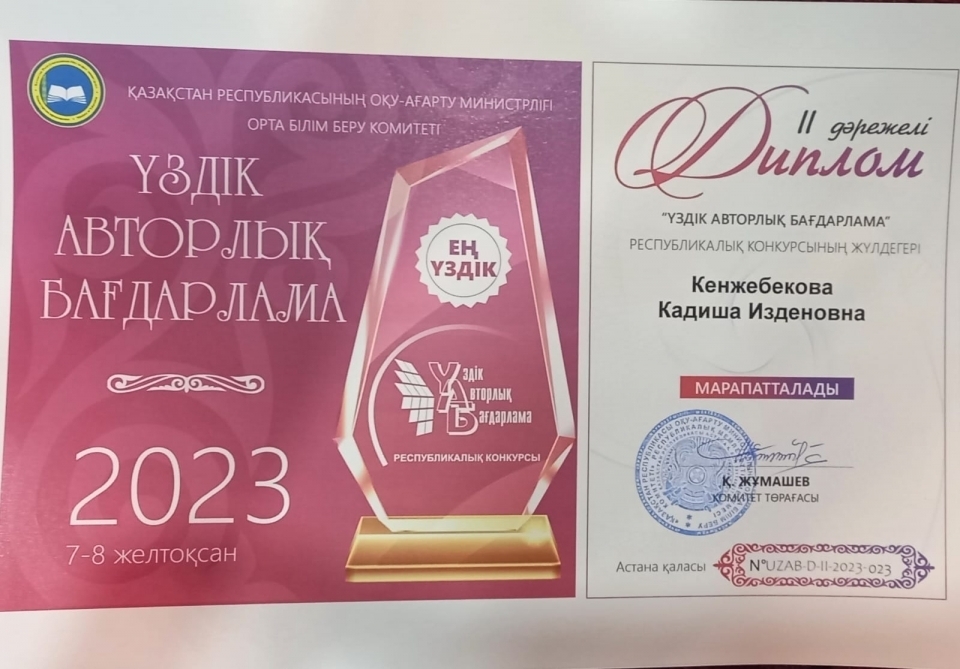 ҚАЗАҚСТАН РЕСПУБЛИКАСЫНЫҢ ОҚУ-АҒАРТУ МИНИСТРЛІГІ
ОРТА БІЛІМ БЕРУ КОМИТЕТІ
ҮЗДІК
АВТОРЛЫҚ
БАҒДАРЛАМА
2023
7-8 желтоқсан
ЕҢ
ҮЗДІК
Үздік
Авторлық
Бағдарлама
РЕСПУБЛИКАЛЫҚ КОНКУРСЫ
II дәрежелі
Диплом
"ҮЗДІК АВТОРЛЫҚ БАҒДАРЛАМА"
РЕСПУБЛИКАЛЫҚ КОНКУРСЫНЫҢ ЖҮЛДЕГЕРІ
Кенжебекова
Кадиша Изденовна
МАРАПАТТАЛАДЫ
Қ. ЖҰМАШЕВ
КОМИТЕТ ТӨРАҒАСЫ
Астана қаласы
N°UZAB-D-II-2023-023